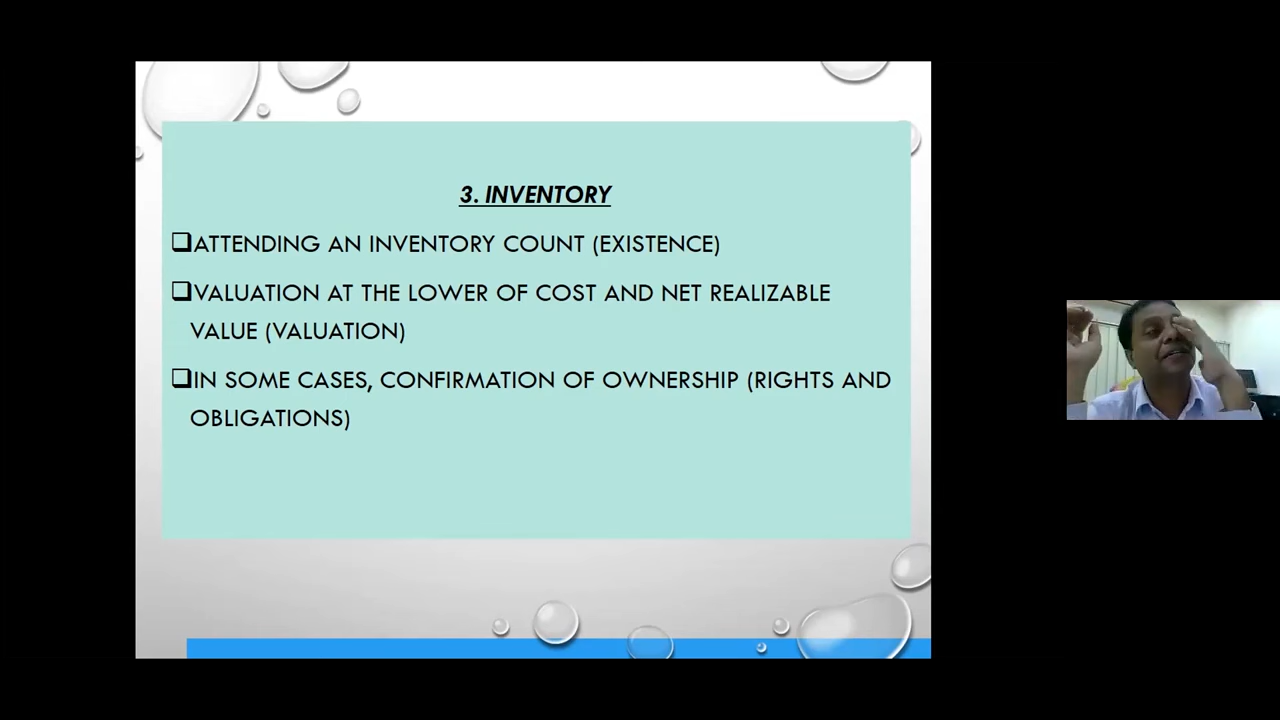 3. INVENTORY
❑ATTENDING AN INVENTORY COUNT (EXISTENCE)
❑VALUATION AT THE LOWER OF COST AND NET REALIZABLE
VALUE (VALUATION)
❑IN SOME CASES, CONFIRMATION OF OWNERSHIP (RIGHTS AND
OBLIGATIONS)